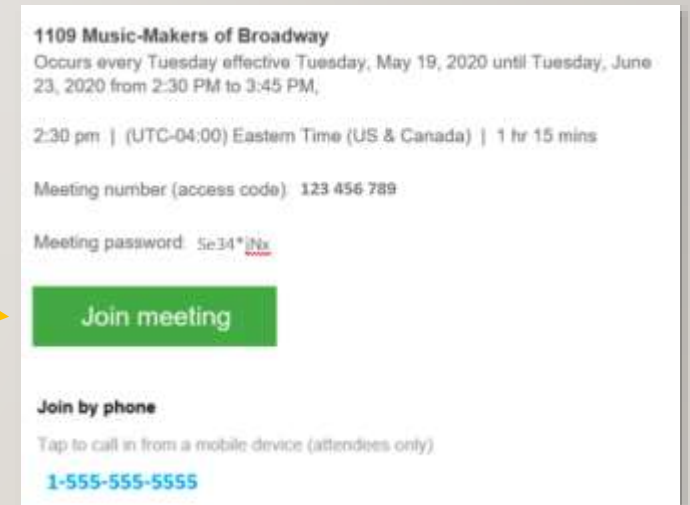 1109 Music-Makers of Broadway
Occurs every Tuesday effective Tuesday, May 19, 2020 until Tuesday, June
23, 2020 from 2:30 PM to 3:45 PM,
2:30 pm | (UTC-04:00) Eastern Time (US & Canada) | 1 hr 15 mins
Meeting number (access code): 123 456 789
Meeting password: Se34*jNx
Join meeting
Join by phone
Tap to call in from a mobile device (attendees only)
1-555-555-5555